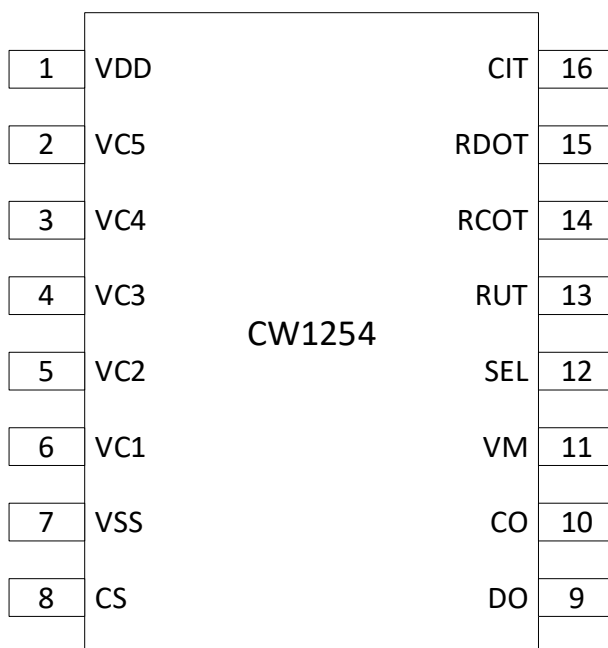 1 VDD CIT 16
2 VC5 RDOT 15
3 VC4 RCOT 14
4 VC3 RUT 13
CW1254
5 VC2 SEL 12
6 VC1 VM 11
7 VSS CO 10
8 CS DO 9